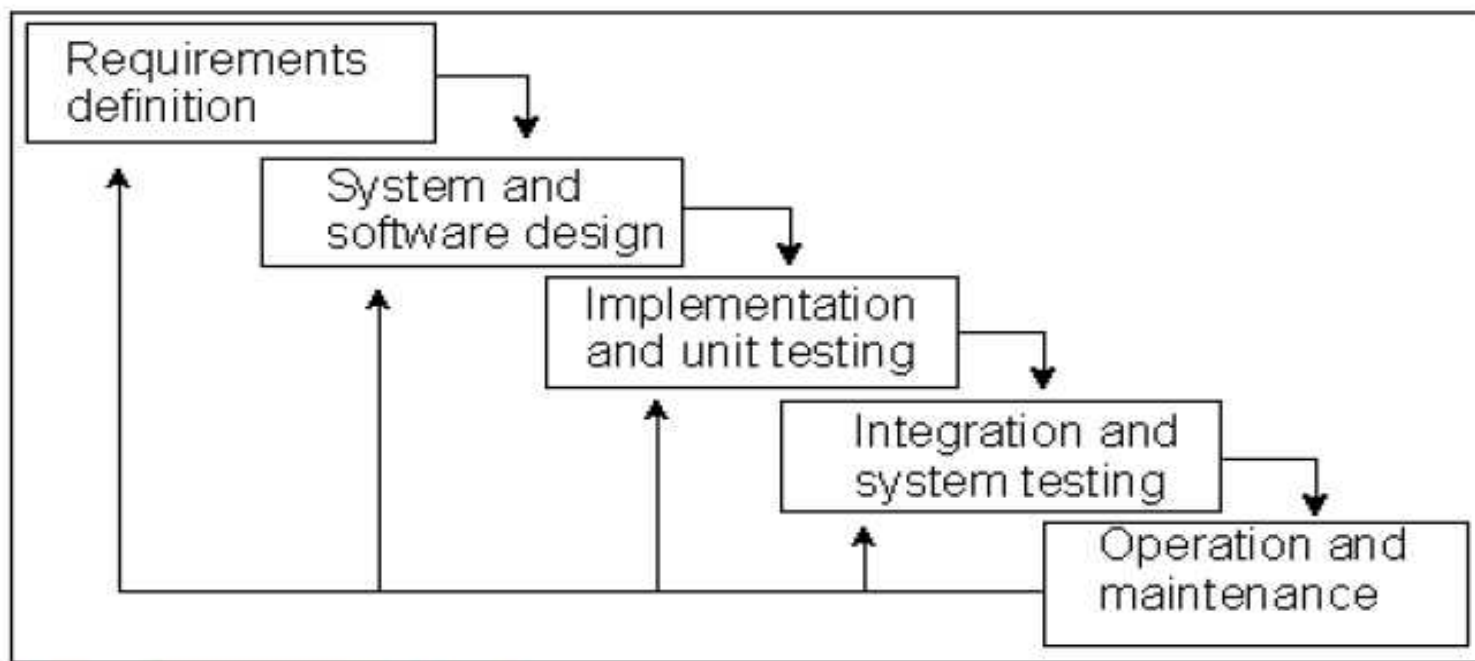 Requirements
definition
System and
software design
Implementation
and unit testing
Integration and
system testing
Operation and
maintenance